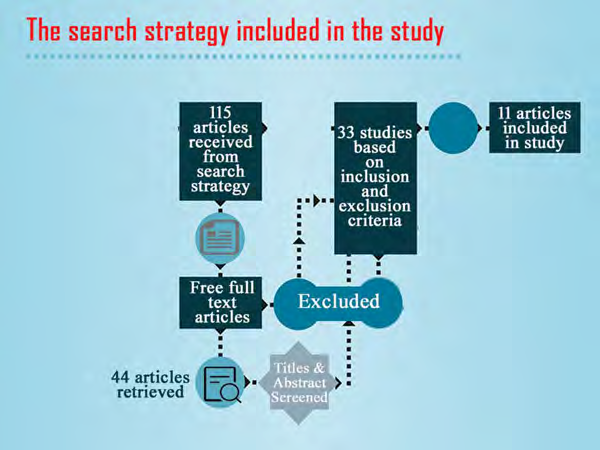 The search strategy included in the study
115
articles
received
from
search
strategy
33 studies
based
on
inclusion
and
exclusion
criteria
11 articles
included
in study
Free full
text
articles
Excluded
44 articles
retrieved
Titles &
Abstract
Screened